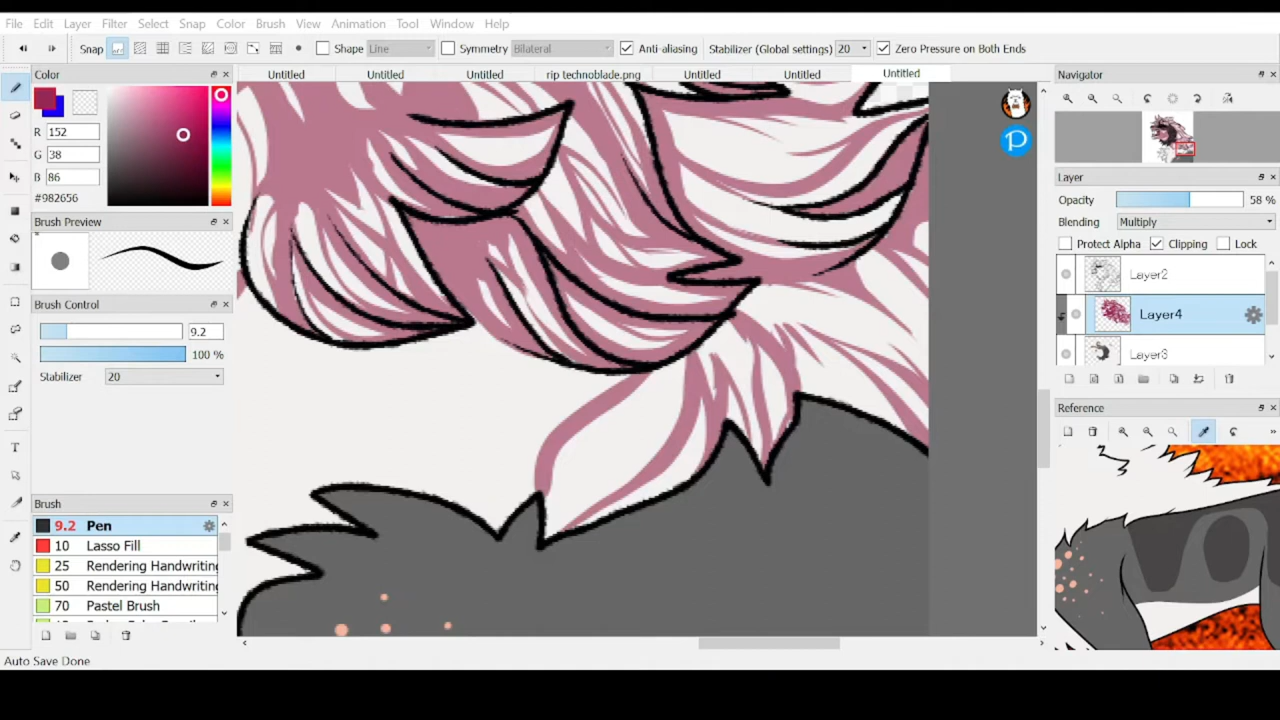 File Edit Layer Filter Select Snap Color Brush View Animation Tool Window Help
Snap Shape Line Symmetry Bilateral Anti-aliasing Stabilizer (Global settings) 20 Zero Pressure on Both Ends
Color
Untitled Untitled Untitled rip technoblade.png Untitled Untitled Untitled
Navigator
R 152
G 38
B 86
#982656
Layer
Opacity 58 %
Brush Preview
Blending Multiply
Protect Alpha Clipping Lock
Layer2
Brush Control
Layer4
9.2
100 %
Layer3
Stabilizer 20
Reference
T
Brush
9.2 Pen
10 Lasso Fill
25 Rendering Handwriting
50 Rendering Handwriting
70 Pastel Brush
Auto Save Done